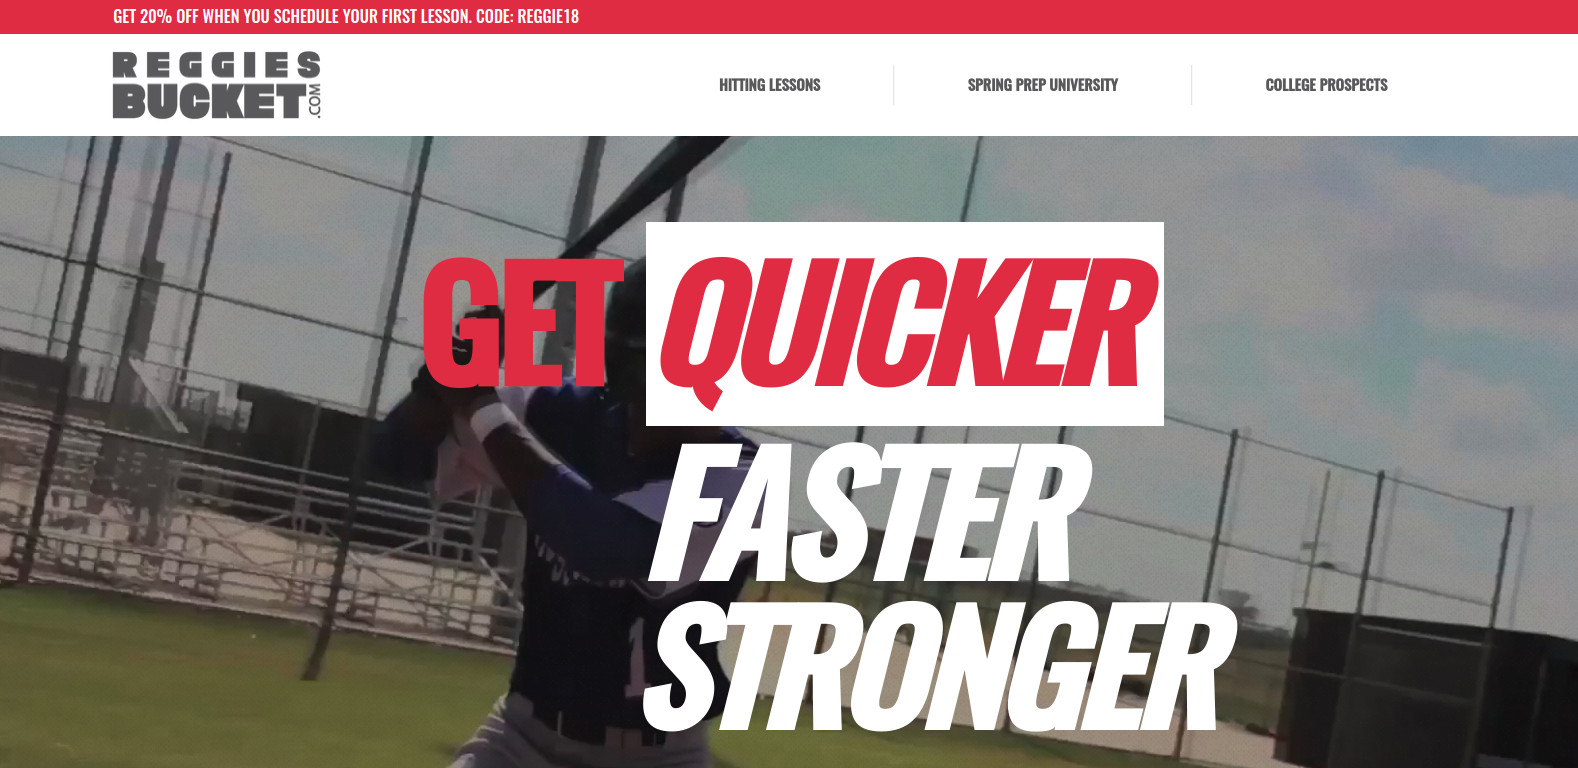 GET 20% OFF WHEN YOU SCHEDULE YOUR FIRST LESSON. CODE: REGGIE18
REGGIES
BUCKET.COM
HITTING LESSONS
SPRING PREP UNIVERSITY
COLLEGE PROSPECTS
GET QUICKER
FASTER
STRONGER
1